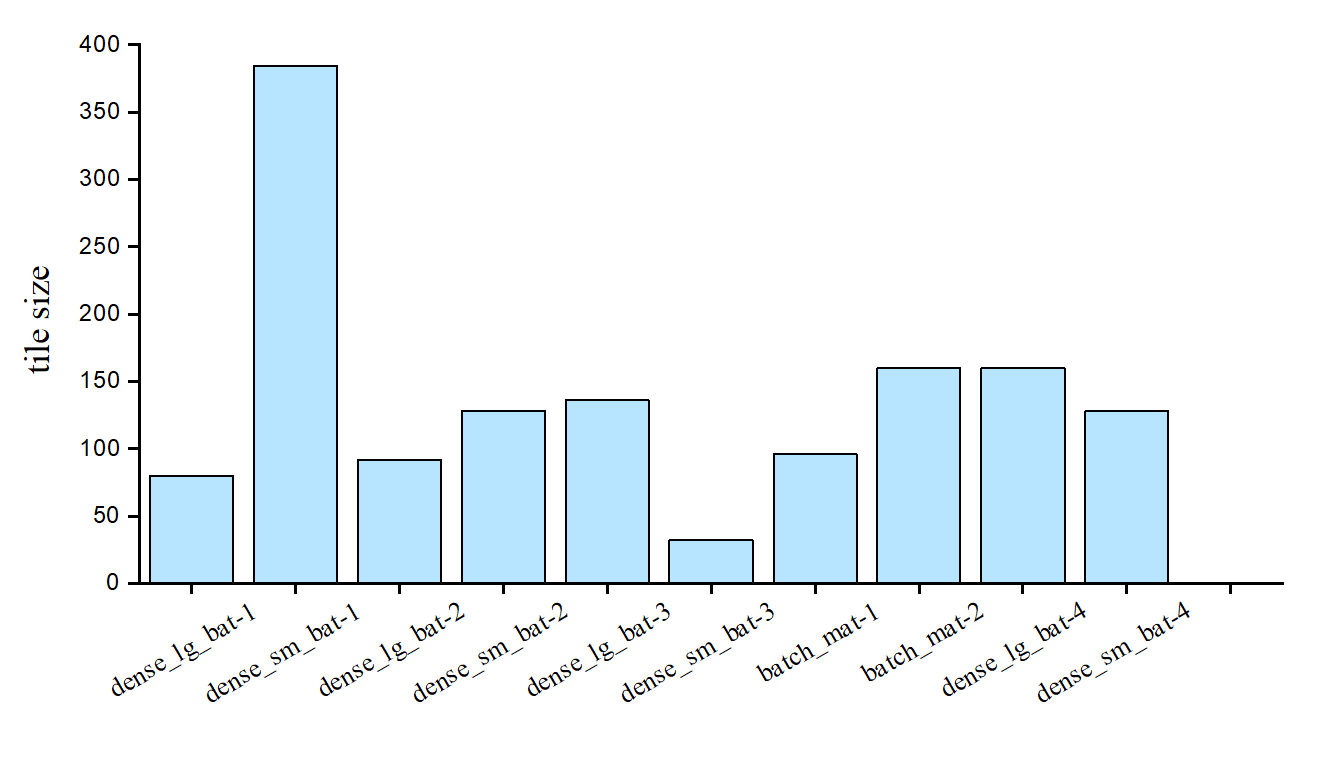 400
350
300
250
200
150
100
50
0
tile size
dense_lg_bat-1
dense_sm_bat-1
dense_lg_bat-2
dense_sm_bat-2
dense_lg_bat-3
dense_sm_bat-3
batch_mat-1
batch_mat-2
dense_lg_bat-4
dense_sm_bat-4